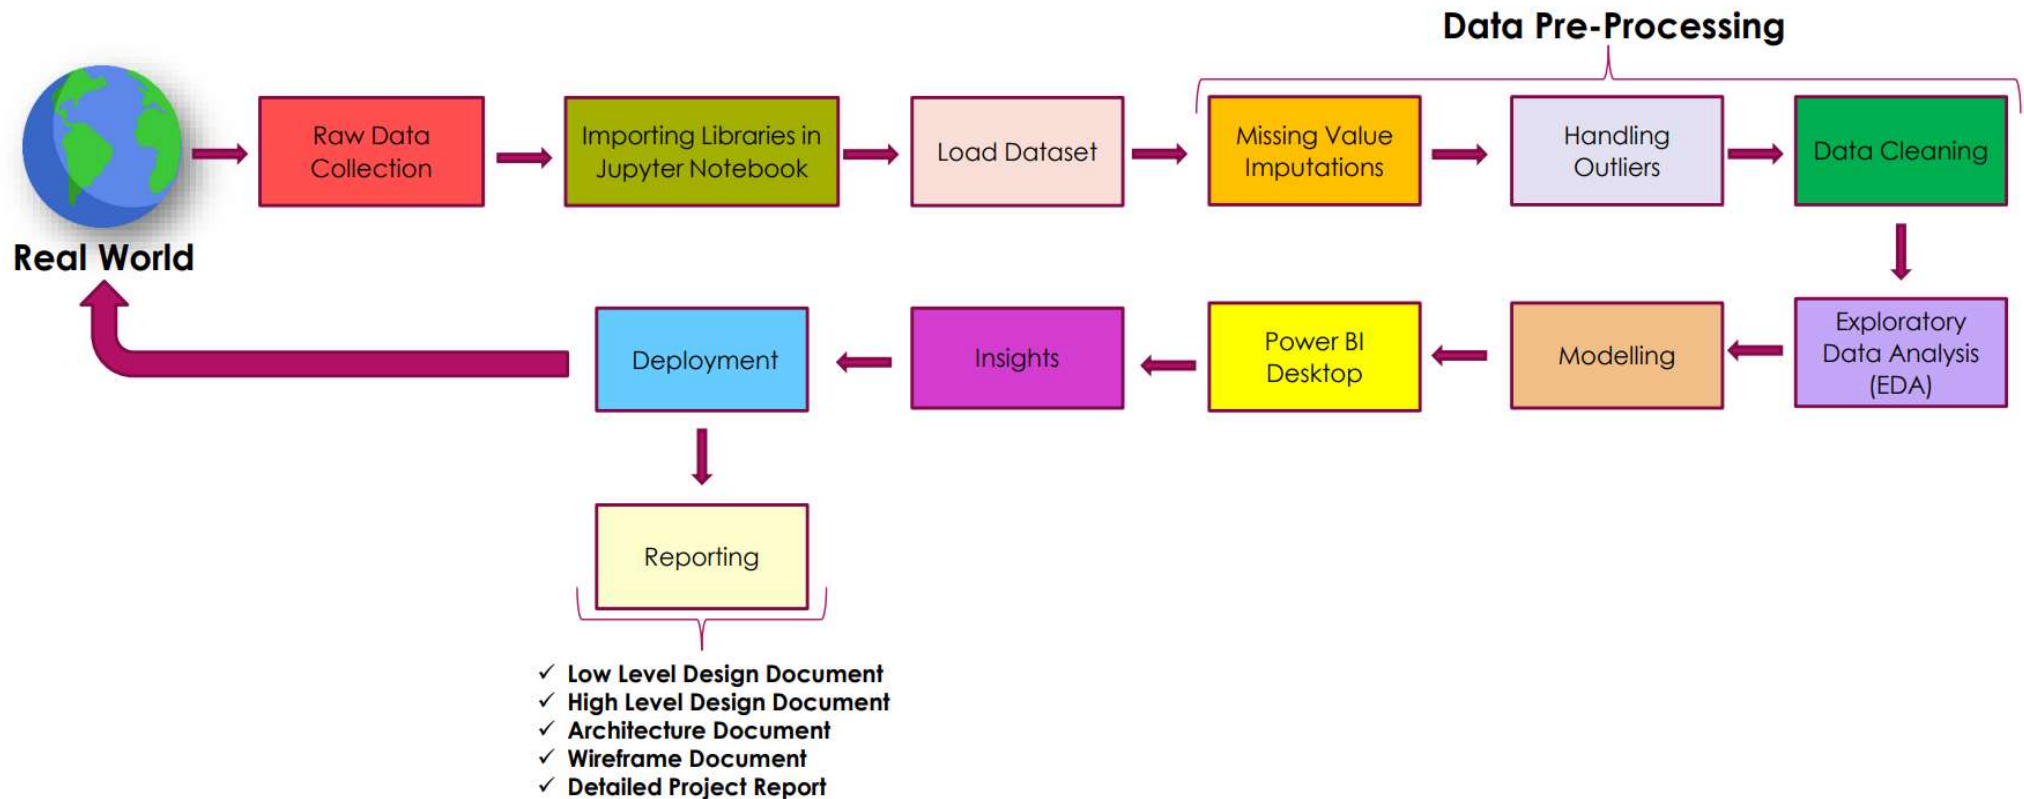 Data Pre-Processing
Raw Data
Collection
Importing Libraries in
Jupyter Notebook
Load Dataset
Missing Value
Imputations
Handling
Outliers
Data Cleaning
Real World
Exploratory
Data Analysis
(EDA)
Modelling
Power BI
Desktop
Insights
Deployment
Reporting
✓ Low Level Design Document
✓ High Level Design Document
✓ Architecture Document
✓ Wireframe Document
✓ Detailed Project Report